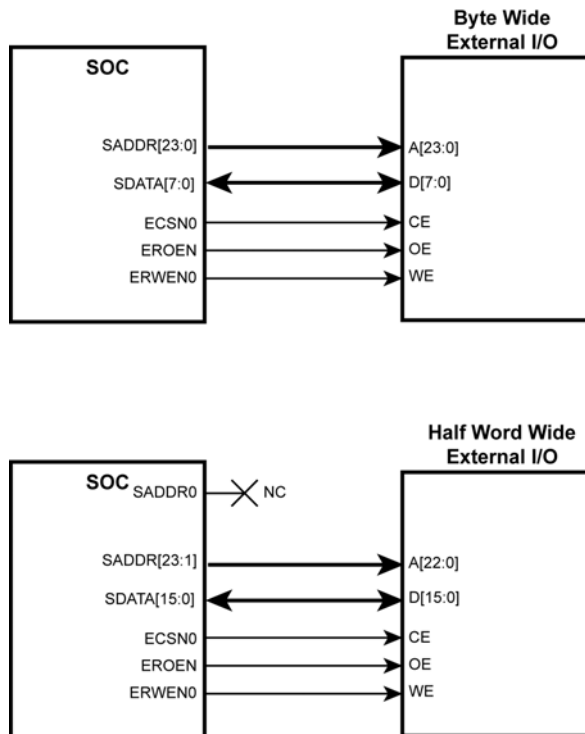 Byte Wide
External I/O
SOC
SADDR[23:0]
A[23:0]
SDATA[7:0]
D[7:0]
ECSN0
CE
EROEN
OE
ERWEN0
WE
Half Word Wide
External I/O
SOC
SADDR0
NC
SADDR[23:1]
A[22:0]
SDATA[15:0]
D[15:0]
ECSN0
CE
EROEN
OE
ERWEN0
WE